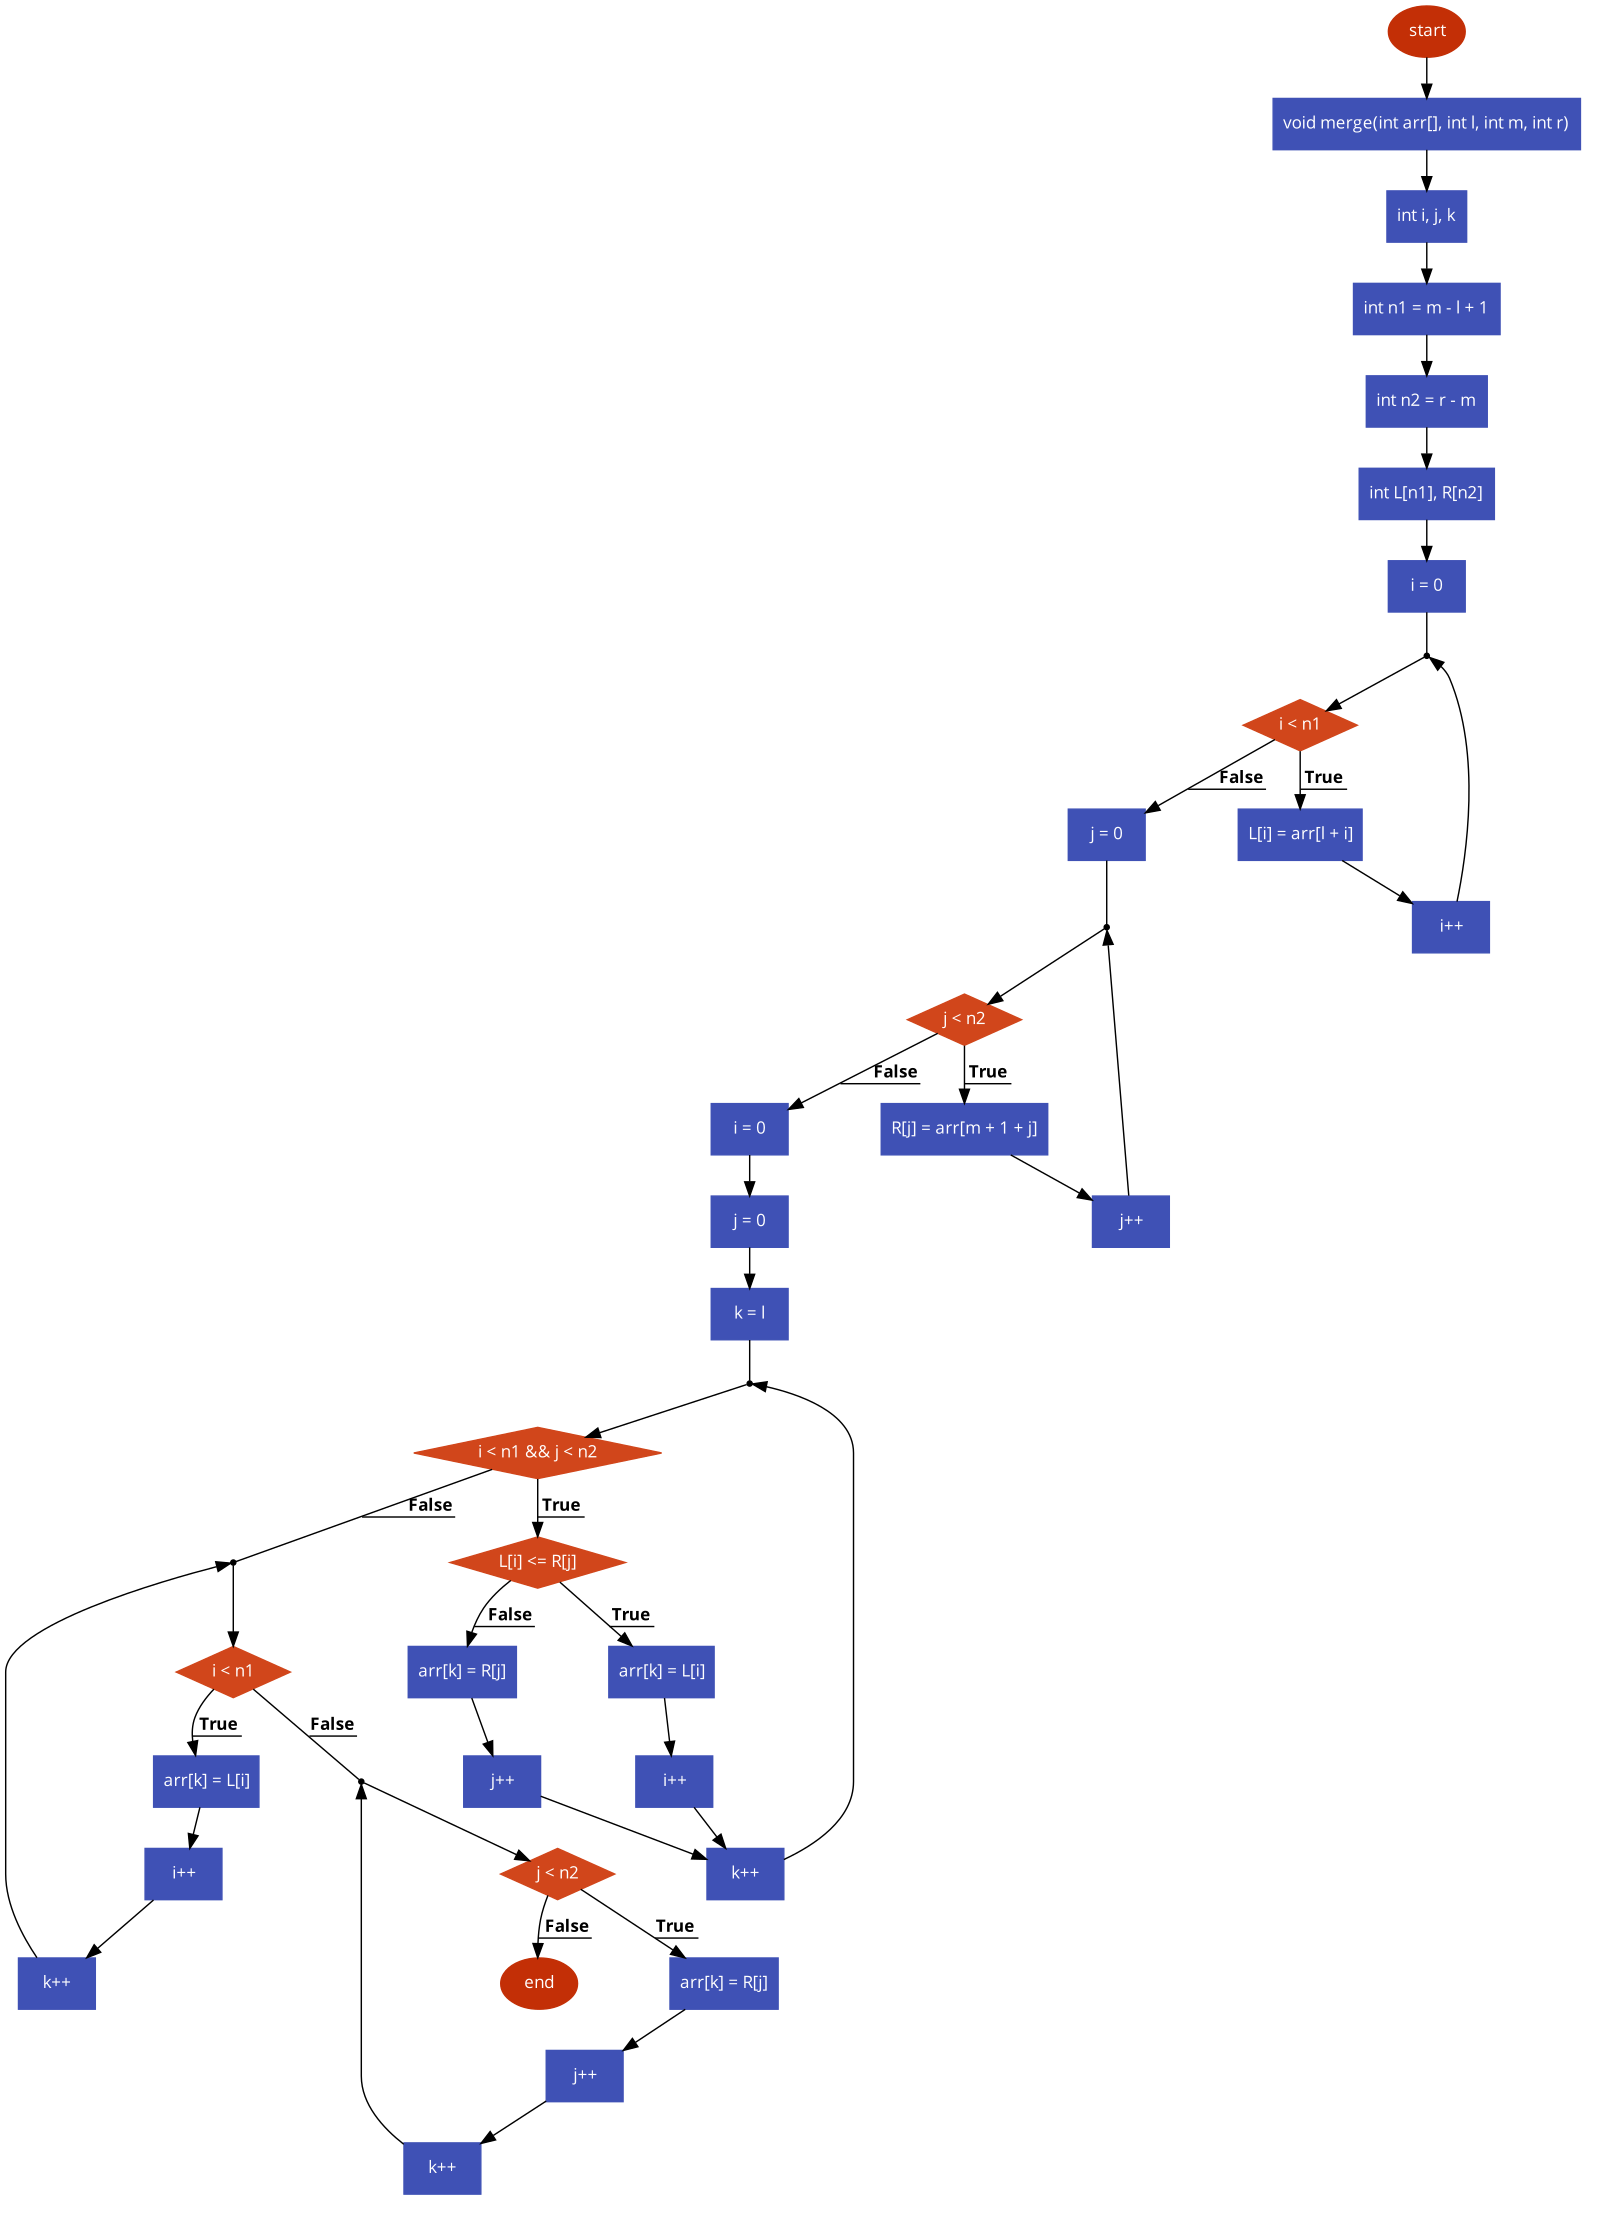 start
void merge(int arr[], int l, int m, int r)
int i, j, k
int n1 = m - l + 1
int n2 = r - m
int L[n1], R[n2]
i = 0
i < n1
False
True
j = 0
L[i] = arr[l + i]
i++
j < n2
False
True
i = 0
R[j] = arr[m + 1 + j]
j = 0
j++
k = l
i < n1 && j < n2
False
True
L[i] <= R[j]
False
True
i < n1
arr[k] = R[j]
arr[k] = L[i]
True
False
arr[k] = L[i]
j++
i++
i++
j < n2
k++
False
True
k++
end
arr[k] = R[j]
j++
k++